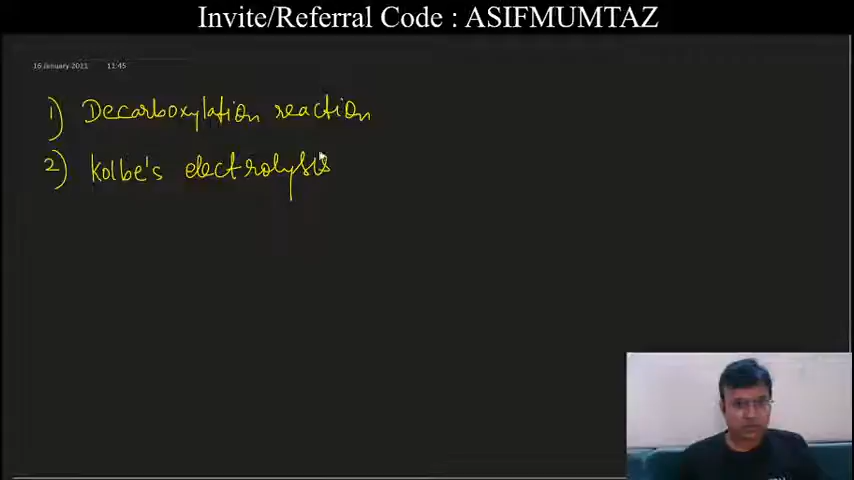 Invite/Referral Code : ASIFMUMTAZ
16 January 2021 11:45
1) Decarboxylation reaction
2) Kolbe's electrolysis